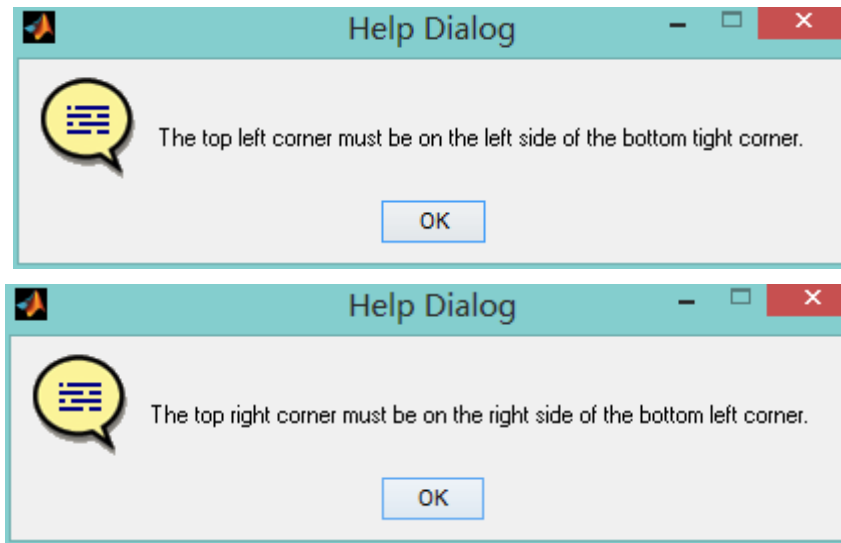 Help Dialog
The top left corner must be on the left side of the bottom tight corner.
OK
Help Dialog
The top right corner must be on the right side of the bottom left corner.
OK